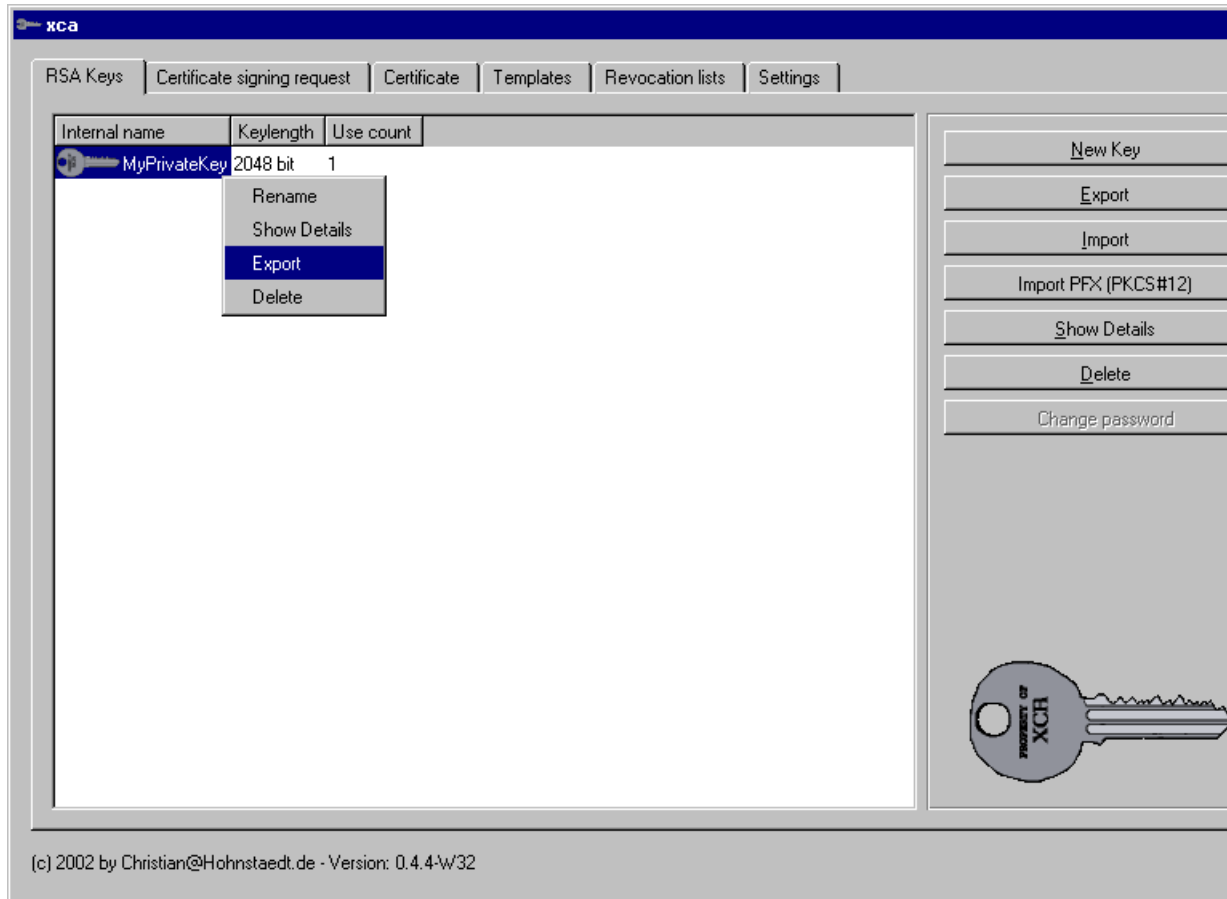 xca
RSA Keys Certificate signing request Certificate Templates Revocation lists Settings
Internal name Keylength Use count
MyPrivateKey 2048 bit 1
Rename
Show Details
Export
Delete
New Key
Export
Import
Import PFX (PKCS#12)
Show Details
Delete
Change password
PROPERTY OF
XCA
(c) 2002 by Christian@Hohnstaedt.de - Version: 0.4.4-W32